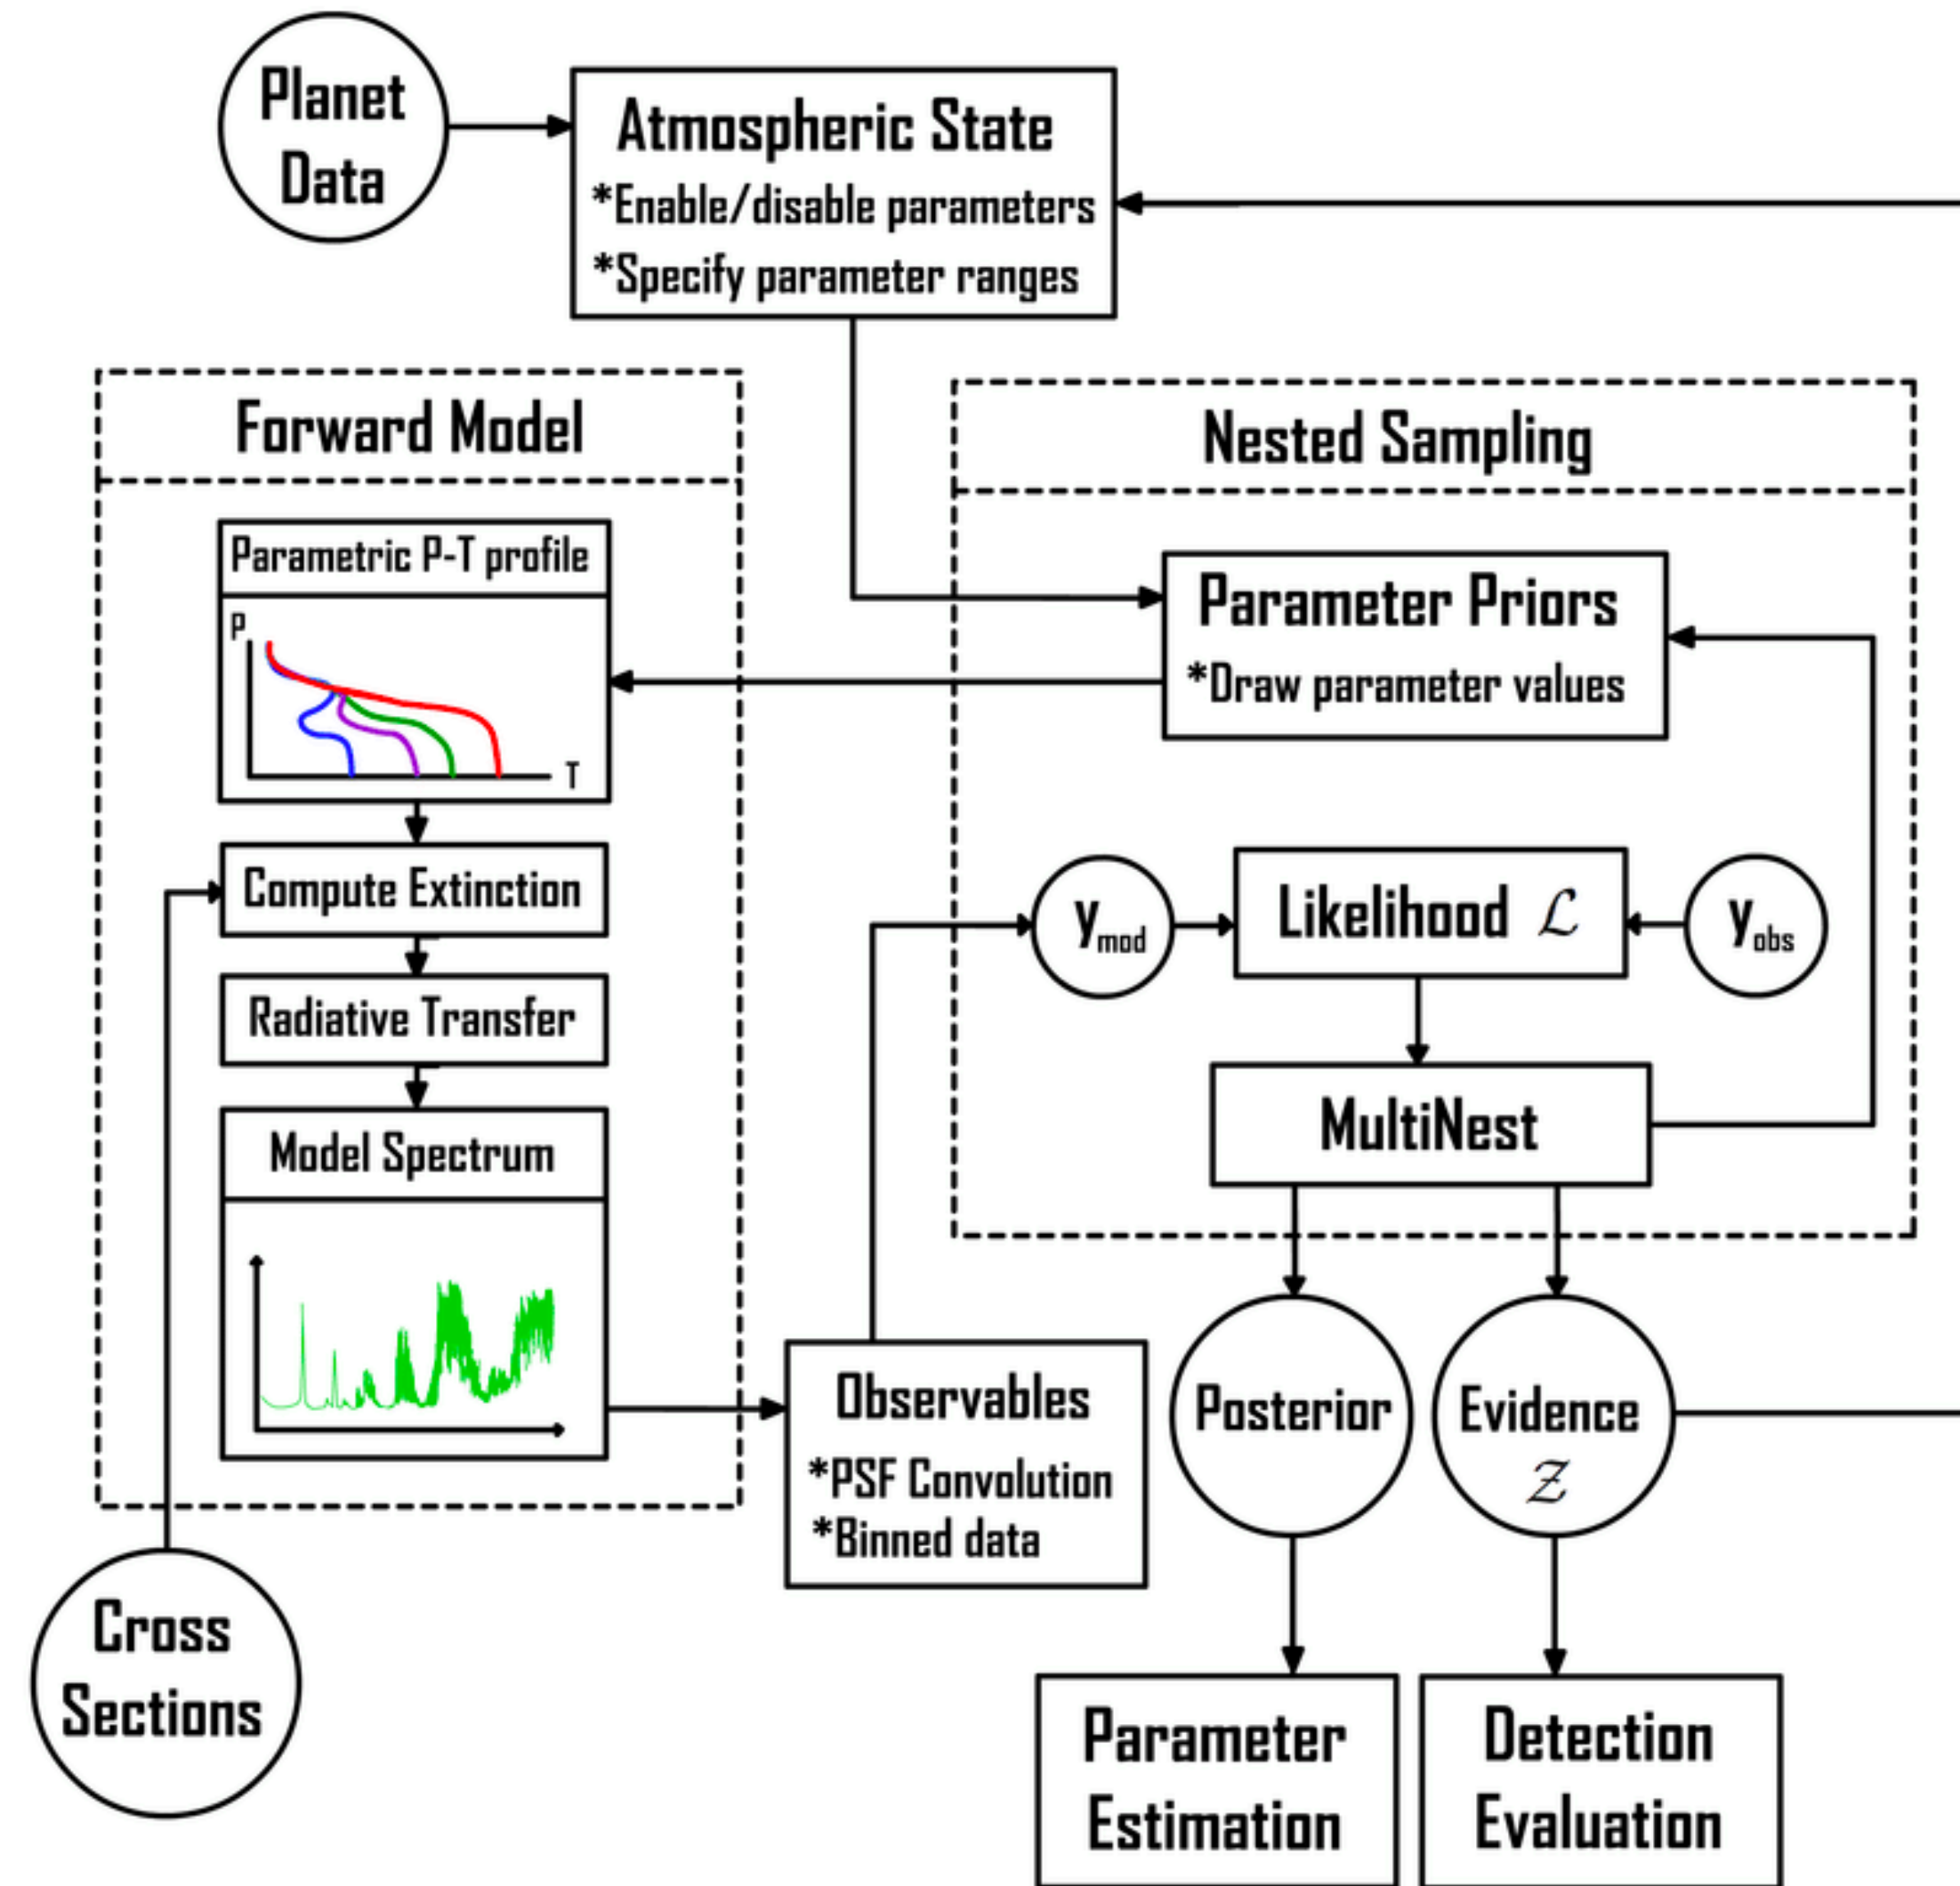 Planet
Data
Atmospheric State
*Enable/disable parameters
*Specify parameter ranges
Forward Model
Parametric P-T profile
P
T
Compute Extinction
Radiative Transfer
Model Spectrum
Cross
Sections
Observables
*PSF Convolution
*Binned data
Nested Sampling
Parameter Priors
*Draw parameter values
y_mod
Likelihood ℒ
y_obs
MultiNest
Posterior
Evidence
𝒵
Parameter
Estimation
Detection
Evaluation